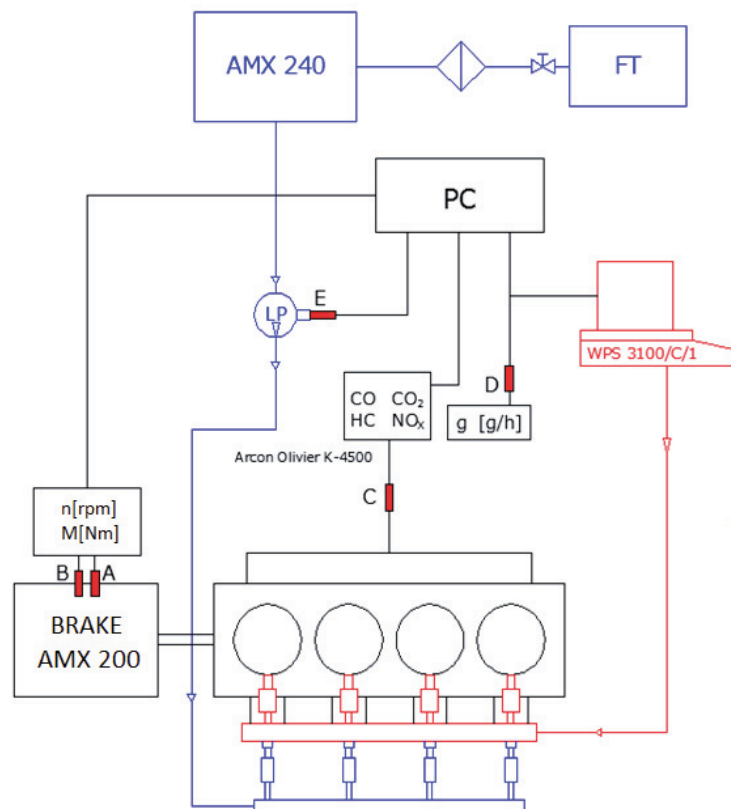 AMX 240
FT
PC
E
LP
WPS 3100/C/1
D
CO CO₂
HC NOₓ
g [g/h]
Arcon Olivier K-4500
C
n[rpm]
M[Nm]
B A
BRAKE
AMX 200